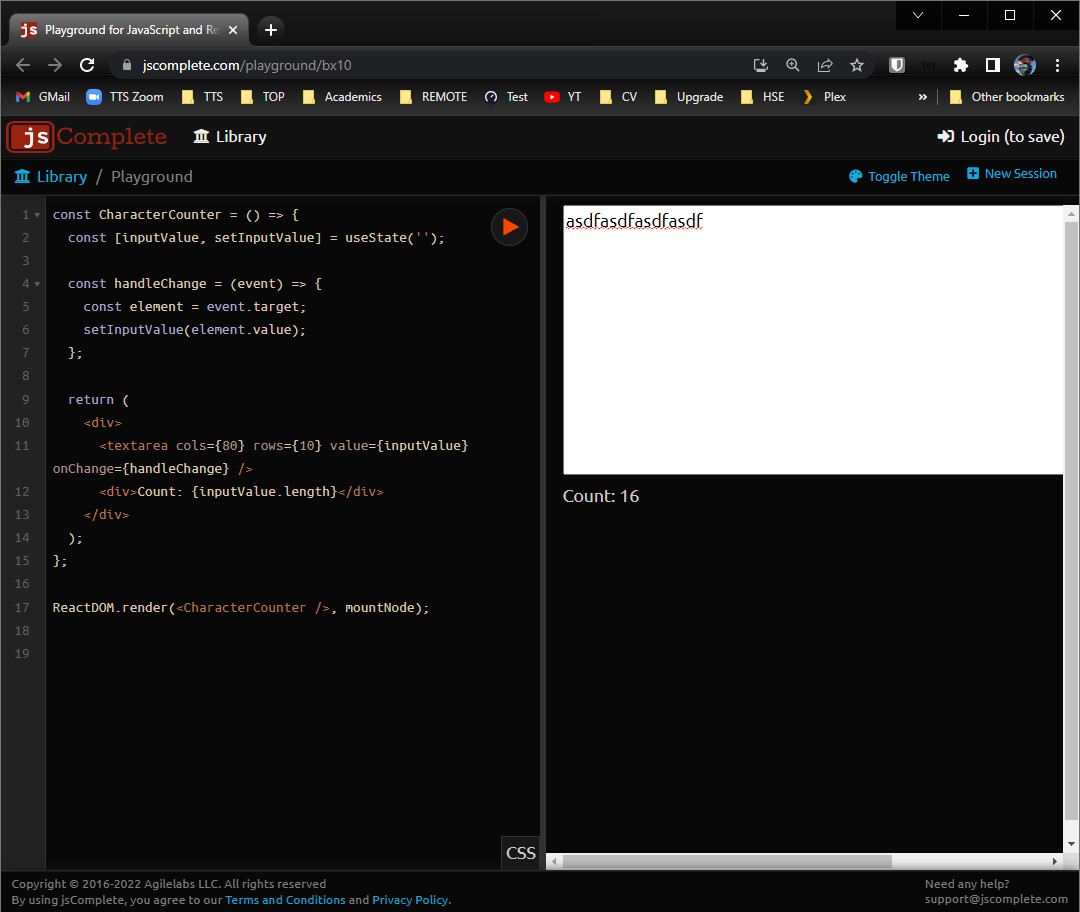 Playground for JavaScript and Re
jscomplete.com/playground/bx10
GMail TTS Zoom TTS TOP Academics REMOTE Test YT CV Upgrade HSE Plex » Other bookmarks
jsComplete Library Login (to save)
Library / Playground Toggle Theme New Session
1 const CharacterCounter = () => {
2   const [inputValue, setInputValue] = useState('');
3
4   const handleChange = (event) => {
5     const element = event.target;
6     setInputValue(element.value);
7   };
8
9   return (
10     <div>
11       <textarea cols={80} rows={10} value={inputValue}
onChange={handleChange} />
12       <div>Count: {inputValue.length}</div>
13     </div>
14   );
15 };
16
17 ReactDOM.render(<CharacterCounter />, mountNode);
18
19
CSS
asdfasdfasdfasdf
Count: 16
Copyright © 2016-2022 Agilelabs LLC. All rights reserved
By using jsComplete, you agree to our Terms and Conditions and Privacy Policy.
Need any help?
support@jscomplete.com